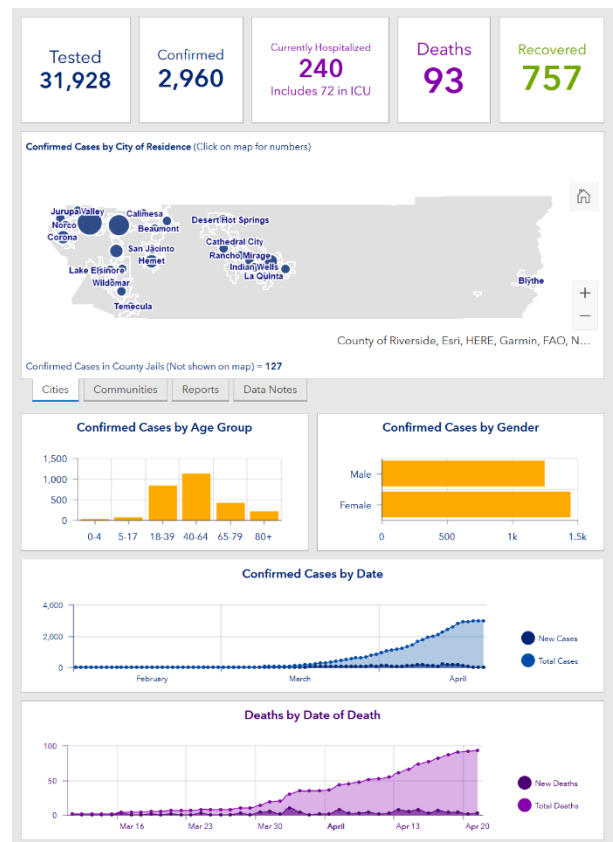 Tested
31,928
Confirmed
2,960
Currently Hospitalized
240
Includes 72 in ICU
Deaths
93
Recovered
757
Confirmed Cases by City of Residence (Click on map for numbers)
Jurupa Valley
Norco
Corona
Calimesa
Beaumont
Desert Hot Springs
San Jacinto
Hemet
Cathedral City
Rancho Mirage
Indian Wells
La Quinta
Lake Elsinore
Wildomar
Temecula
Blythe
+
−
County of Riverside, Esri, HERE, Garmin, FAO, N...
Confirmed Cases in County Jails (Not shown on map) = 127
Cities Communities Reports Data Notes
Confirmed Cases by Age Group
1,500
1,000
500
0
0-4 5-17 18-39 40-64 65-79 80+
Confirmed Cases by Gender
Male
Female
0 500 1k 1.5k
Confirmed Cases by Date
4,000
2,000
0
February March April
New Cases
Total Cases
Deaths by Date of Death
100
50
0
Mar 16 Mar 23 Mar 30 April Apr 13 Apr 20
New Deaths
Total Deaths